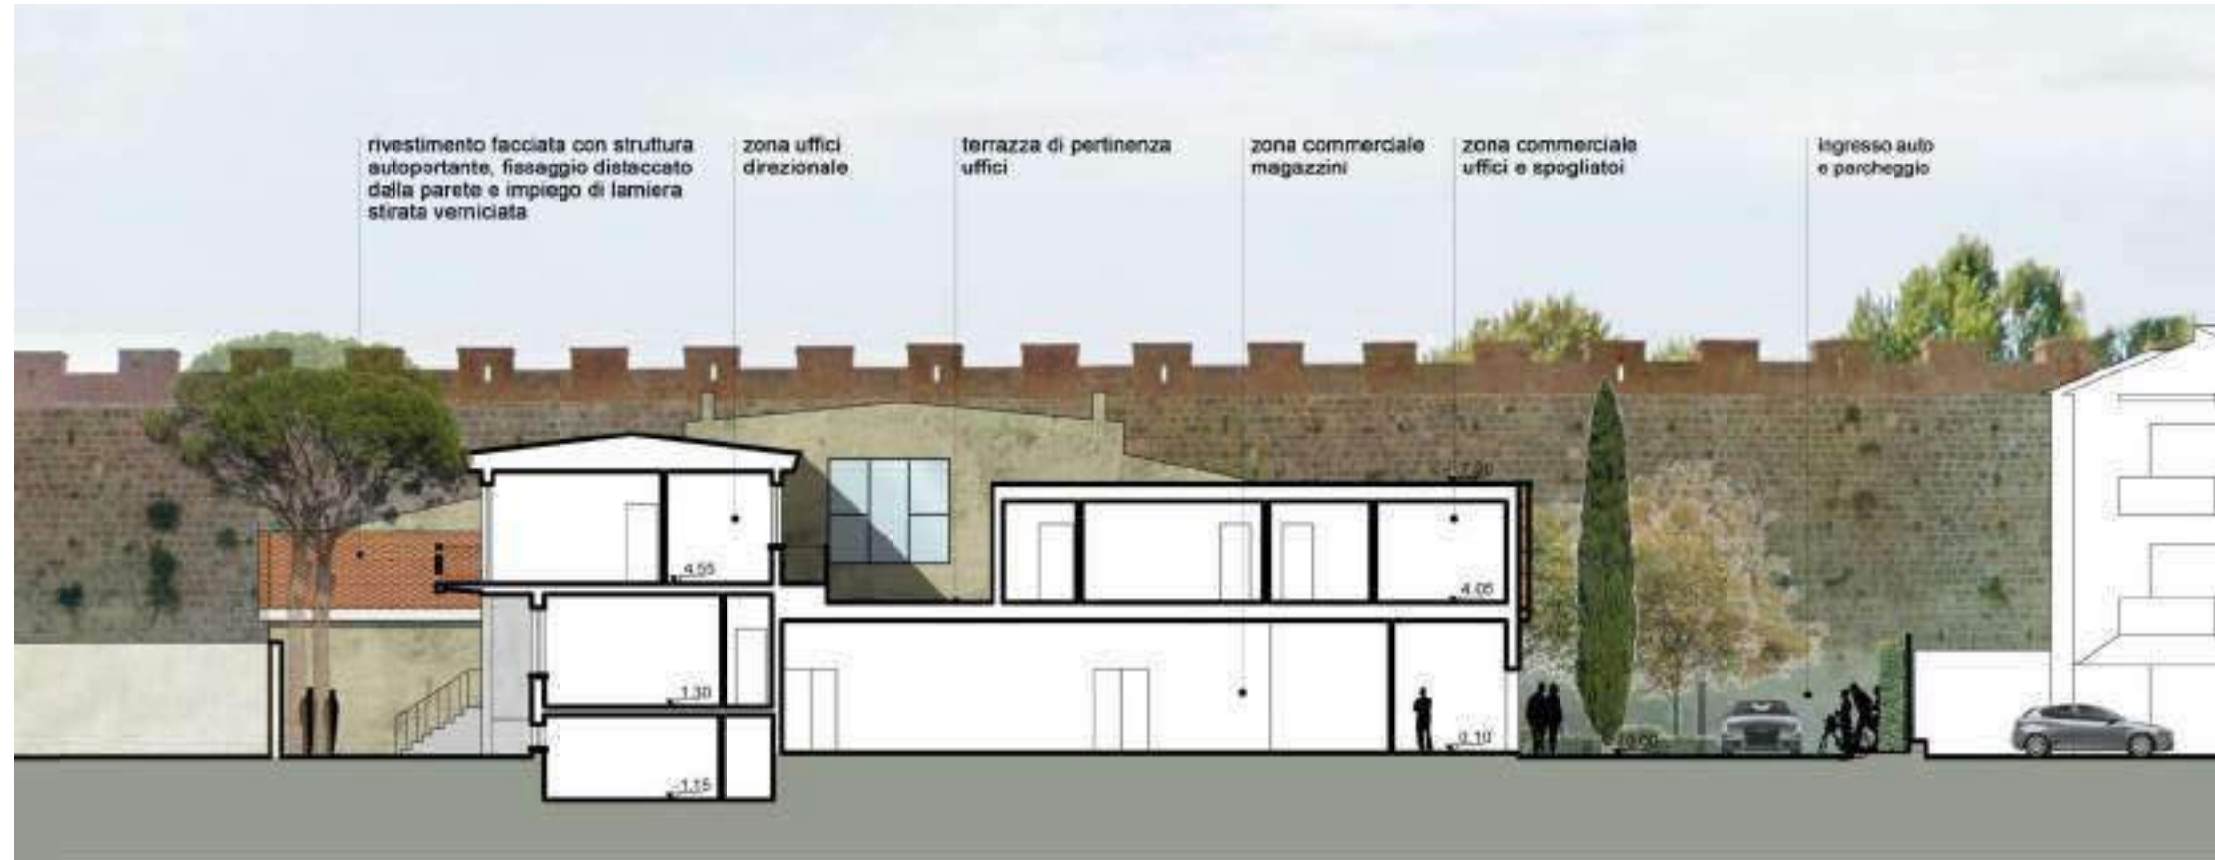 rivestimento facciata con struttura
autoportante, fissaggio distaccato
dalla parete e impiego di lamiera
stirata verniciata
zona uffici
direzionale
terrazza di pertinenza
uffici
zona commerciale
magazzini
zona commerciale
uffici e spogliatoi
ingresso auto
e parcheggio
4.55
4.05
1.30
0.10
-1.15